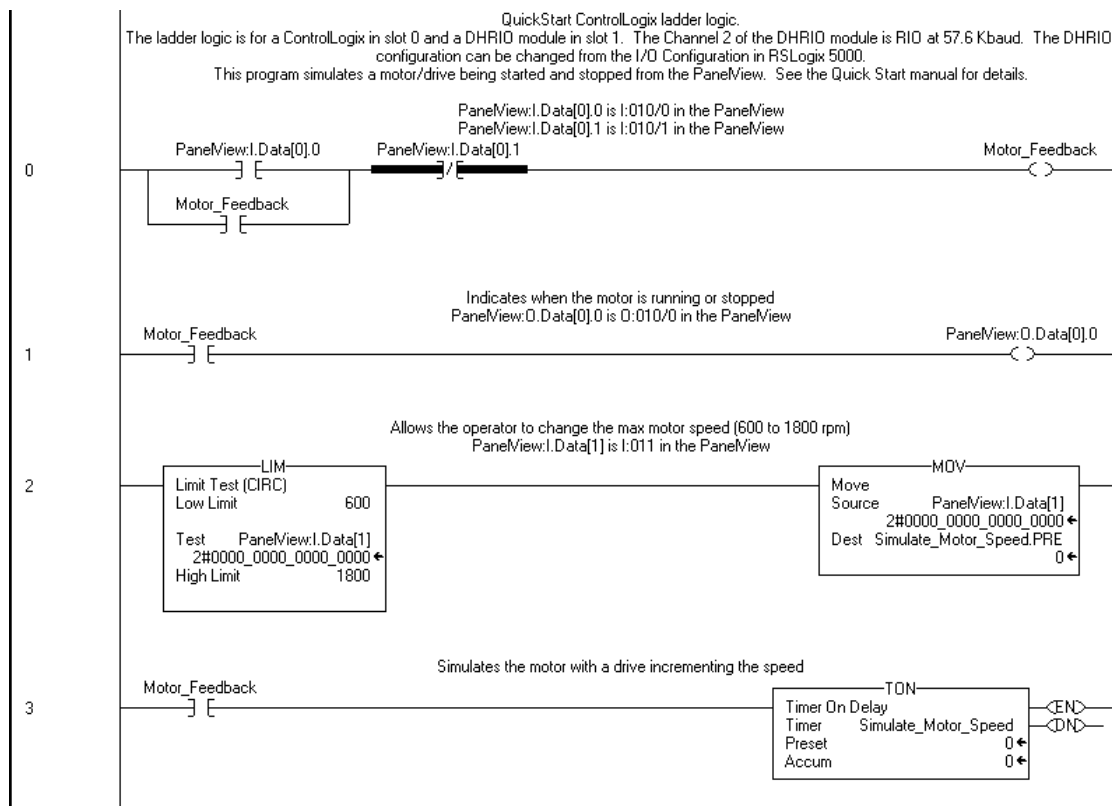 QuickStart ControlLogix ladder logic.
The ladder logic is for a ControlLogix in slot 0 and a DHRIO module in slot 1. The Channel 2 of the DHRIO module is RIO at 57.6 Kbaud. The DHRIO
configuration can be changed from the I/O Configuration in RSLogix 5000.
This program simulates a motor/drive being started and stopped from the PanelView. See the Quick Start manual for details.
PanelView:I.Data[0].0 is I:010/0 in the PanelView
PanelView:I.Data[0].1 is I:010/1 in the PanelView
PanelView:I.Data[0].0 PanelView:I.Data[0].1 Motor_Feedback
0
Motor_Feedback
Indicates when the motor is running or stopped
PanelView:O.Data[0].0 is O:010/0 in the PanelView
Motor_Feedback PanelView:O.Data[0].0
1
Allows the operator to change the max motor speed (600 to 1800 rpm)
PanelView:I.Data[1] is I:011 in the PanelView
2
LIM
Limit Test (CIRC)
Low Limit 600
Test PanelView:I.Data[1]
2#0000_0000_0000_0000
High Limit 1800
MOV
Move
Source PanelView:I.Data[1]
2#0000_0000_0000_0000
Dest Simulate_Motor_Speed.PRE
0
Simulates the motor with a drive incrementing the speed
Motor_Feedback
3
TON
Timer On Delay
Timer Simulate_Motor_Speed
Preset 0
Accum 0
EN
DN